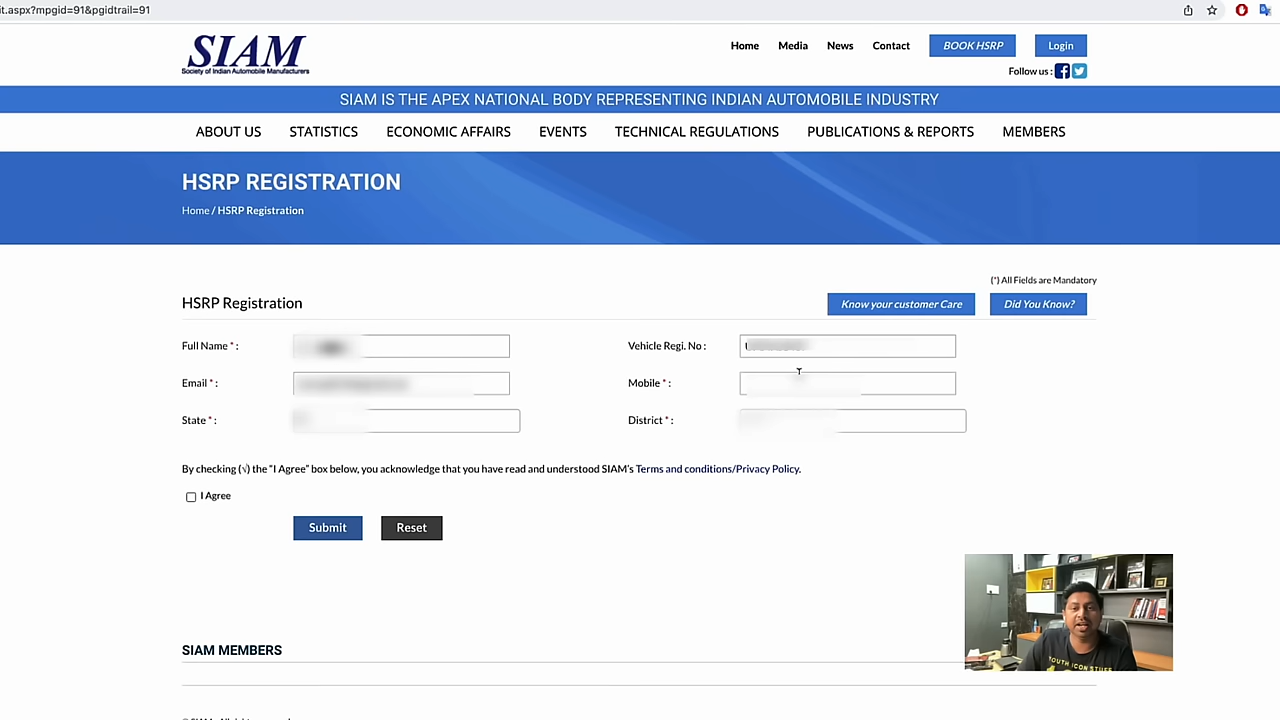 it.aspx?mpgid=91&pgidtrail=91
SIAM
Society of Indian Automobile Manufacturers
Home Media News Contact BOOK HSRP Login
Follow us :
SIAM IS THE APEX NATIONAL BODY REPRESENTING INDIAN AUTOMOBILE INDUSTRY
ABOUT US STATISTICS ECONOMIC AFFAIRS EVENTS TECHNICAL REGULATIONS PUBLICATIONS & REPORTS MEMBERS
HSRP REGISTRATION
Home / HSRP Registration
(*) All Fields are Mandatory
HSRP Registration Know your customer Care Did You Know?
Full Name * : Vehicle Regi. No :
Email * : Mobile * :
State * : District * :
By checking (√) the "I Agree" box below, you acknowledge that you have read and understood SIAM's Terms and conditions/Privacy Policy.
I Agree
Submit Reset
YOUTH ICON STUFF
SIAM MEMBERS